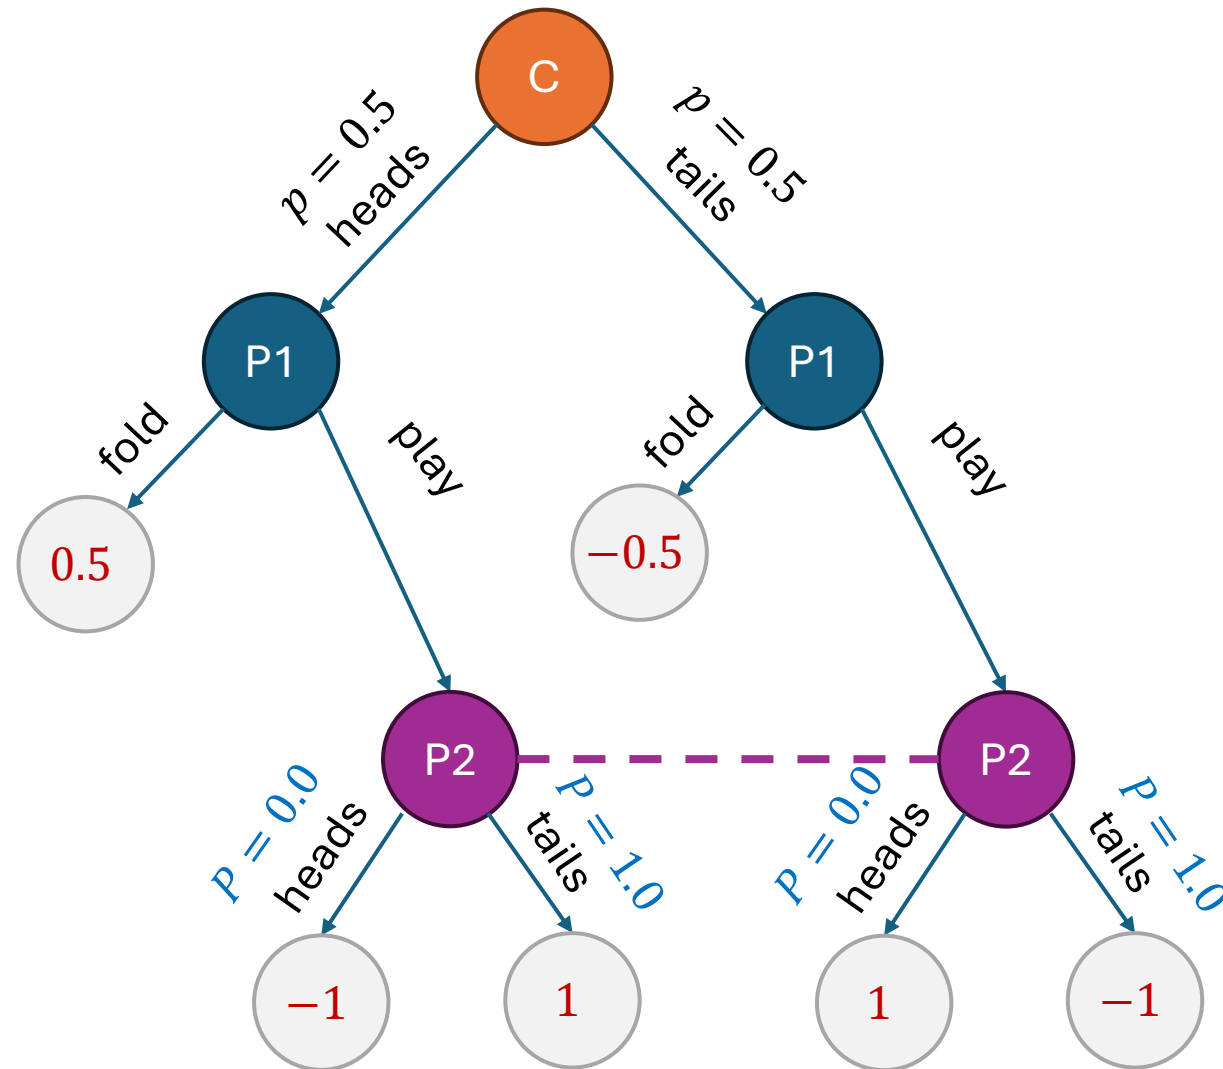 C
p = 0.5
heads
p = 0.5
tails
P1
P1
fold
play
fold
play
0.5
−0.5
P2
P2
P = 0.0
heads
P = 1.0
tails
P = 0.0
heads
P = 1.0
tails
−1
1
1
−1